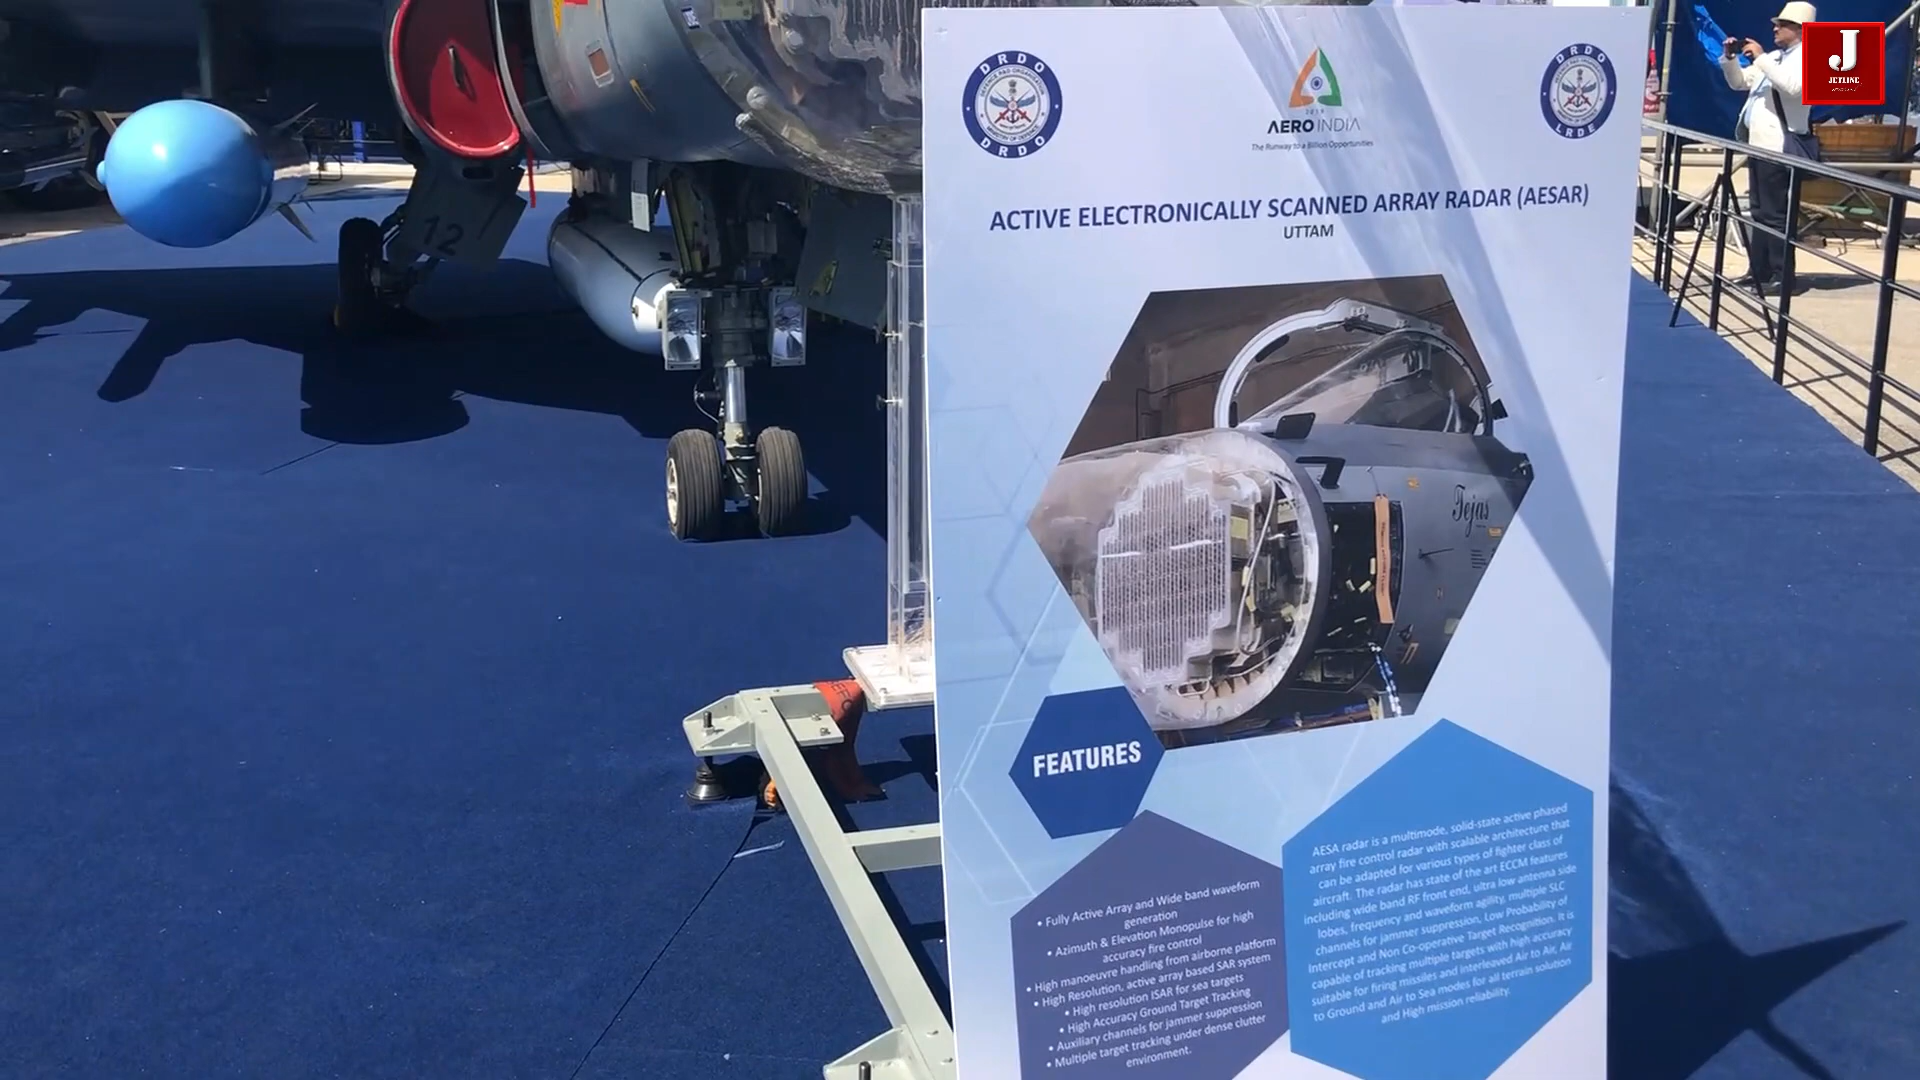 DRDO
DEFENCE R&D ORGANISATION
MINISTRY OF DEFENCE
DRDO
2019
AERO INDIA
The Runway to a Billion Opportunities
DRDO
LRDE
J
JETLINE
12
ACTIVE ELECTRONICALLY SCANNED ARRAY RADAR (AESAR)
UTTAM
Tejas
FEATURES
• Fully Active Array and Wide band waveform
generation
• Azimuth & Elevation Monopulse for high
accuracy fire control
• High manoeuvre handling from airborne platform
• High Resolution, active array based SAR system
• High resolution ISAR for sea targets
• High Accuracy Ground Target Tracking
• Auxiliary channels for jammer suppression
• Multiple target tracking under dense clutter
environment.
AESA radar is a multimode, solid-state active phased
array fire control radar with scalable architecture that
can be adapted for various types of fighter class of
aircraft. The radar has state of the art ECCM features
including wide band RF front end, ultra low antenna side
lobes, frequency and waveform agility, multiple SLC
channels for jammer suppression, Low Probability of
Intercept and Non Co-operative Target Recognition. It is
capable of tracking multiple targets with high accuracy
suitable for firing missiles and interleaved Air to Air, Air
to Ground and Air to Sea modes for all terrain solution
and High mission reliability.